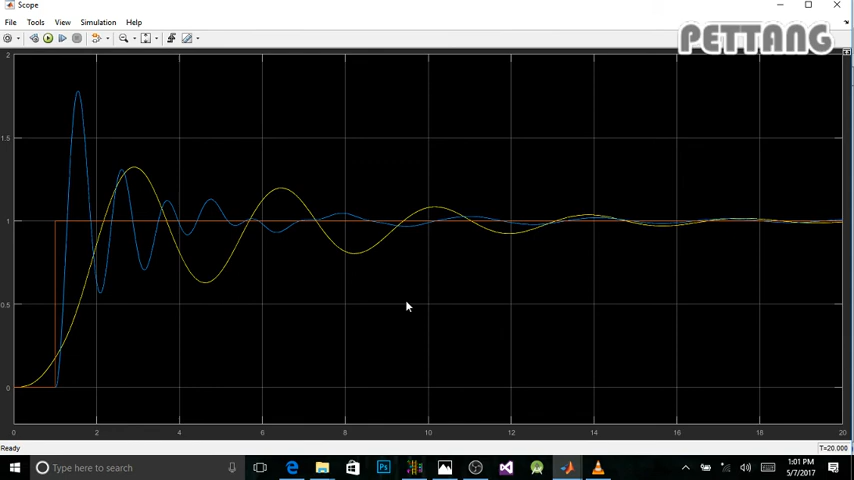 Scope
File Tools View Simulation Help
PETTANG
2
1.5
1
0.5
0
0 2 4 6 8 10 12 14 16 18 20
Ready T=20.000
Type here to search
Ps
1:01 PM
5/7/2017